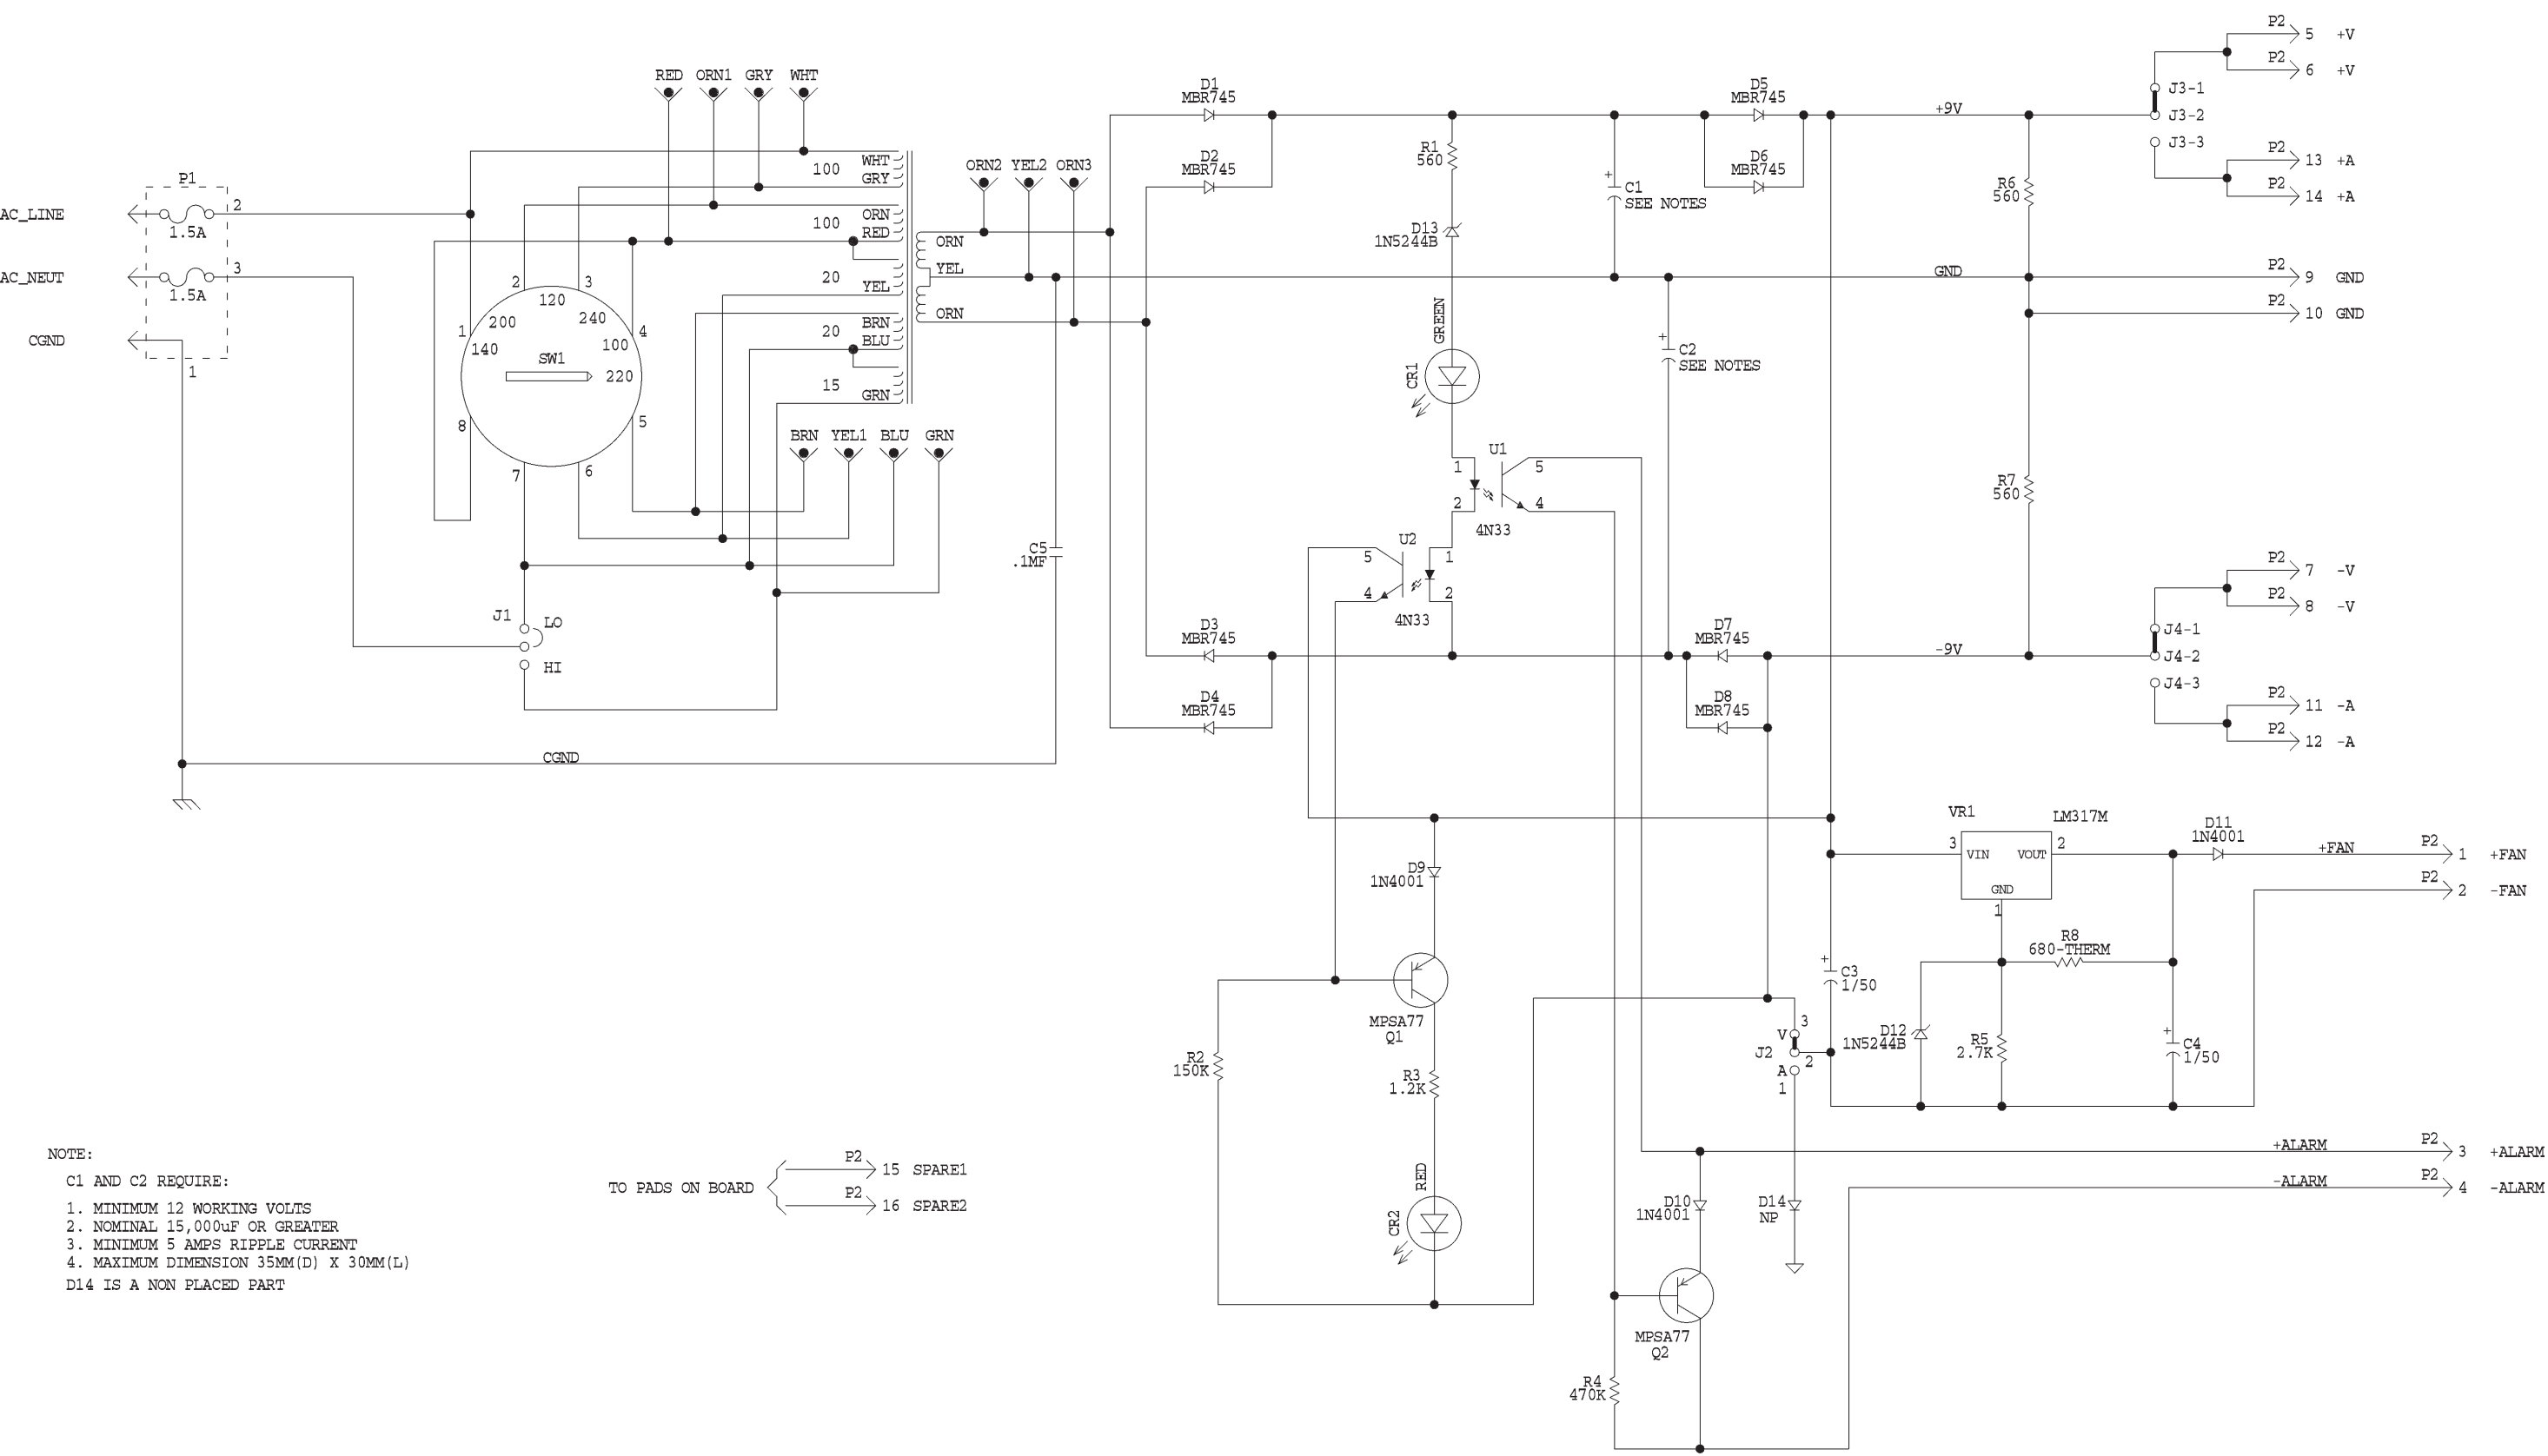 RED ORN1 GRY WHT
P1
AC_LINE
1.5A
2
AC_NEUT
1.5A
3
CGND
1
100
WHT
GRY
ORN
100
RED
20
YEL
BRN
20
BLU
15
GRN
ORN
YEL
ORN
ORN2 YEL2 ORN3
2 3
120
200 240
1 4
140 100
SW1
220
8 5
7 6
BRN YEL1 BLU GRN
J1
LO
HI
CGND
C5
.1MF
D1
MBR745
D2
MBR745
R1
560
D13
1N5244B
GREEN
CR1
C1
+
SEE NOTES
C2
+
SEE NOTES
D5
MBR745
D6
MBR745
+9V
GND
R6
560
R7
560
-9V
U1
1 5
2 4
4N33
U2
5 1
4 2
4N33
D3
MBR745
D4
MBR745
D7
MBR745
D8
MBR745
J3-1
J3-2
J3-3
P2 5 +V
P2 6 +V
P2 13 +A
P2 14 +A
P2 9 GND
P2 10 GND
P2 7 -V
P2 8 -V
J4-1
J4-2
J4-3
P2 11 -A
P2 12 -A
D9
1N4001
MPSA77
Q1
R2
150K
R3
1.2K
RED
CR2
VR1
LM317M
3 VIN VOUT 2
GND
1
D11
1N4001
+FAN
P2 1 +FAN
P2 2 -FAN
R8
680-THERM
+
C3
1/50
D12
1N5244B
R5
2.7K
+
C4
1/50
V 3
J2 2
A
1
D14
NP
D10
1N4001
MPSA77
Q2
R4
470K
+ALARM
P2 3 +ALARM
-ALARM
P2 4 -ALARM
TO PADS ON BOARD
P2 15 SPARE1
P2 16 SPARE2
NOTE:
C1 AND C2 REQUIRE:
1. MINIMUM 12 WORKING VOLTS
2. NOMINAL 15,000uF OR GREATER
3. MINIMUM 5 AMPS RIPPLE CURRENT
4. MAXIMUM DIMENSION 35MM(D) X 30MM(L)
D14 IS A NON PLACED PART